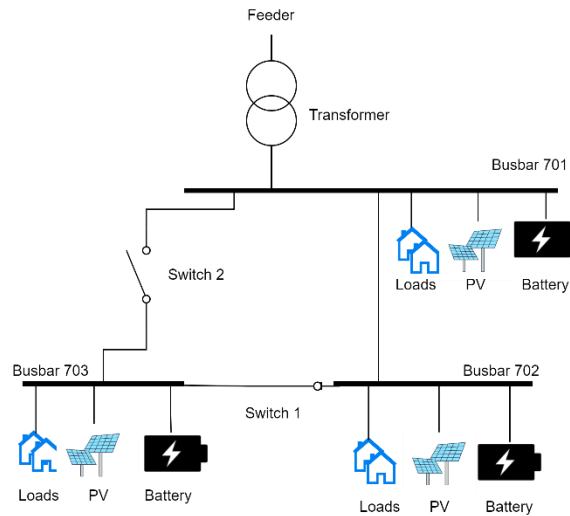 Feeder
Transformer
Busbar 701
Switch 2
Loads PV Battery
Busbar 703
Busbar 702
Switch 1
Loads PV Battery
Loads PV Battery